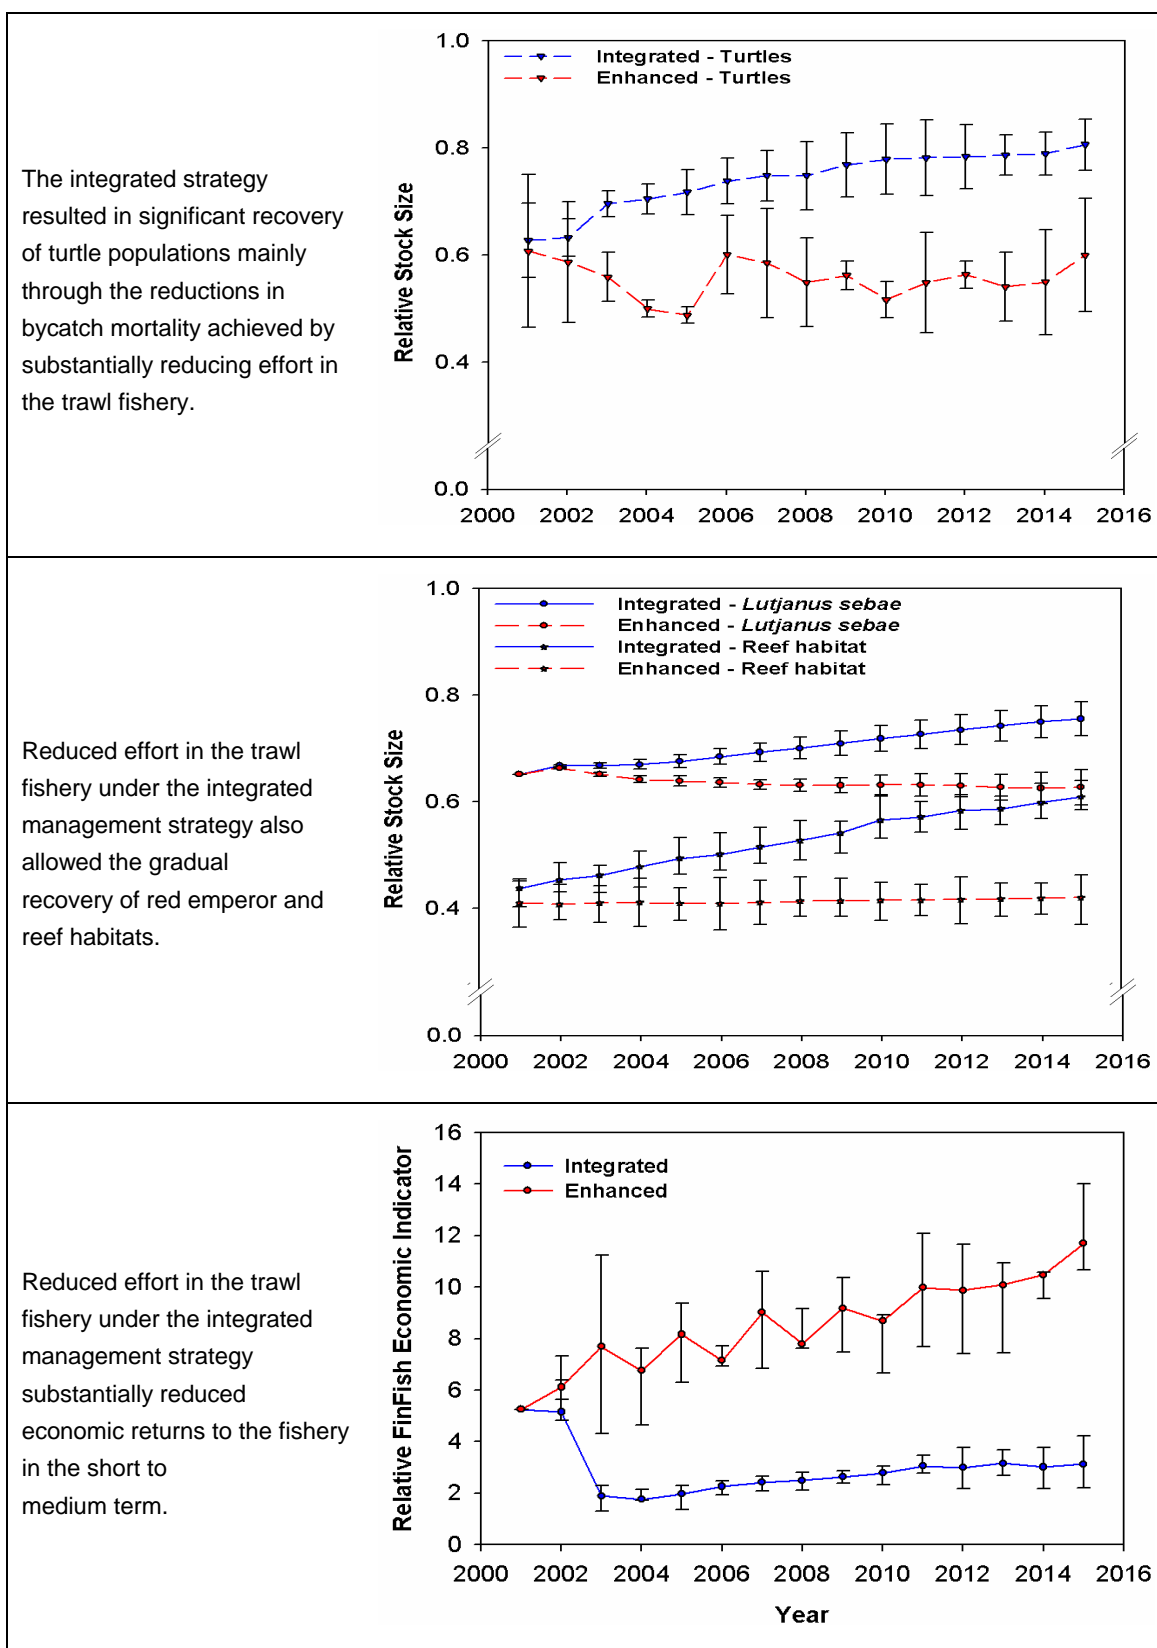 The integrated strategy
resulted in significant recovery
of turtle populations mainly
through the reductions in
bycatch mortality achieved by
substantially reducing effort in
the trawl fishery.
1.0
0.8
0.6
0.4
0.0
Relative Stock Size
Integrated - Turtles
Enhanced - Turtles
2000 2002 2004 2006 2008 2010 2012 2014 2016
Reduced effort in the trawl
fishery under the integrated
management strategy also
allowed the gradual
recovery of red emperor and
reef habitats.
1.0
0.8
0.6
0.4
0.0
Relative Stock Size
Integrated - Lutjanus sebae
Enhanced - Lutjanus sebae
Integrated - Reef habitat
Enhanced - Reef habitat
2000 2002 2004 2006 2008 2010 2012 2014 2016
Reduced effort in the trawl
fishery under the integrated
management strategy
substantially reduced
economic returns to the fishery
in the short to
medium term.
16
14
12
10
8
6
4
2
0
Relative FinFish Economic Indicator
Integrated
Enhanced
2000 2002 2004 2006 2008 2010 2012 2014 2016
Year